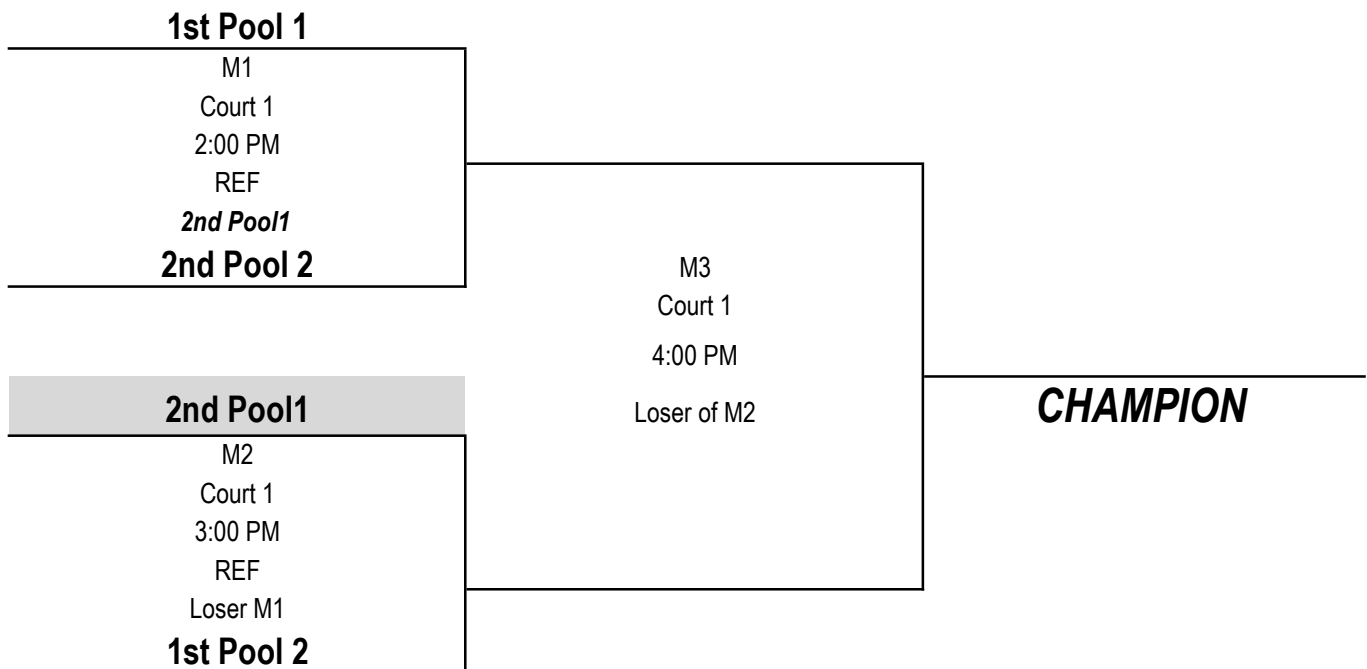 1st Pool 1
M1
Court 1
2:00 PM
REF
2nd Pool1
2nd Pool 2
M3
Court 1
4:00 PM
Loser of M2
CHAMPION
2nd Pool1
M2
Court 1
3:00 PM
REF
Loser M1
1st Pool 2